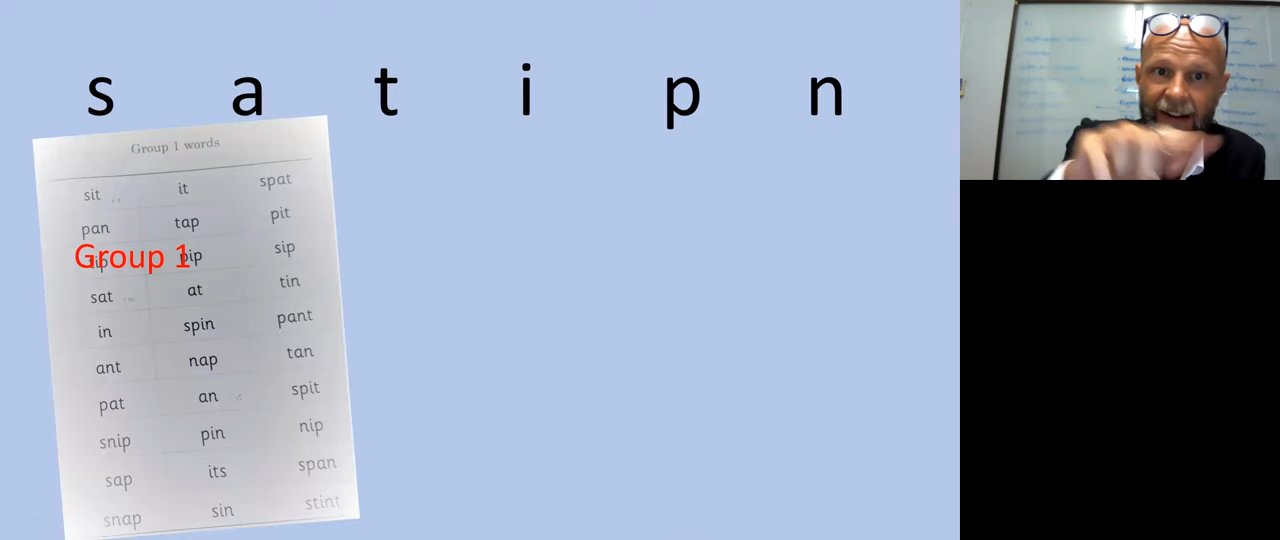 s a t i p n
Group 1 words
sit it spat
pan tap pit
pip sip
Group 1
sat at tin
in spin pant
ant nap tan
pat an spit
snip pin nip
sap its span
snap sin stint